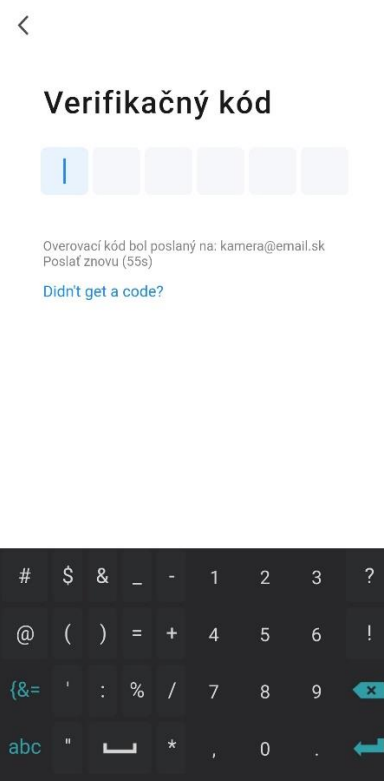 Verifikačný kód
Overovací kód bol poslaný na: kamera@email.sk
Poslať znovu (55s)
Didn't get a code?
# $ & _ - 1 2 3 ?
@ ( ) = + 4 5 6 !
{&= ' : % / 7 8 9
abc " * , 0 .